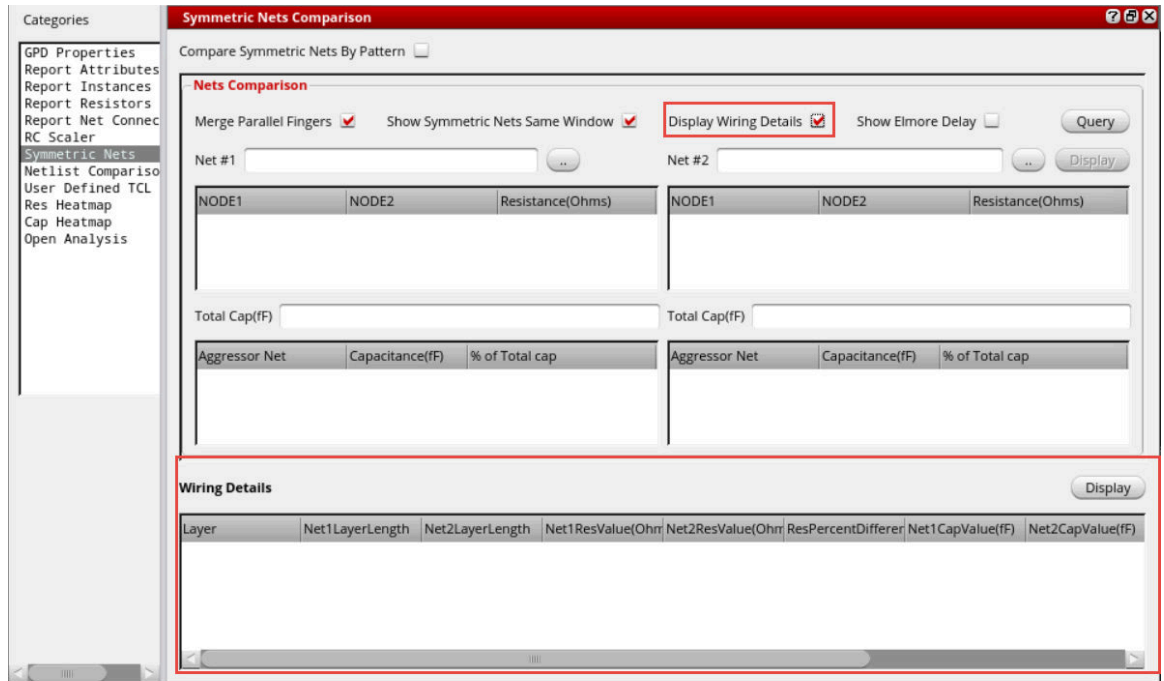 Categories
GPD Properties
Report Attributes
Report Instances
Report Resistors
Report Net Connec
RC Scaler
Symmetric Nets
Netlist Compariso
User Defined TCL
Res Heatmap
Cap Heatmap
Open Analysis
Symmetric Nets Comparison
Compare Symmetric Nets By Pattern
Nets Comparison
Merge Parallel Fingers Show Symmetric Nets Same Window Display Wiring Details Show Elmore Delay Query
Net #1 .. Net #2 .. Display
NODE1 NODE2 Resistance(Ohms) NODE1 NODE2 Resistance(Ohms)
Total Cap(fF) Total Cap(fF)
Aggressor Net Capacitance(fF) % of Total cap Aggressor Net Capacitance(fF) % of Total cap
Wiring Details Display
Layer Net1LayerLength Net2LayerLength Net1ResValue(Ohm Net2ResValue(Ohm ResPercentDifferer Net1CapValue(fF) Net2CapValue(fF)